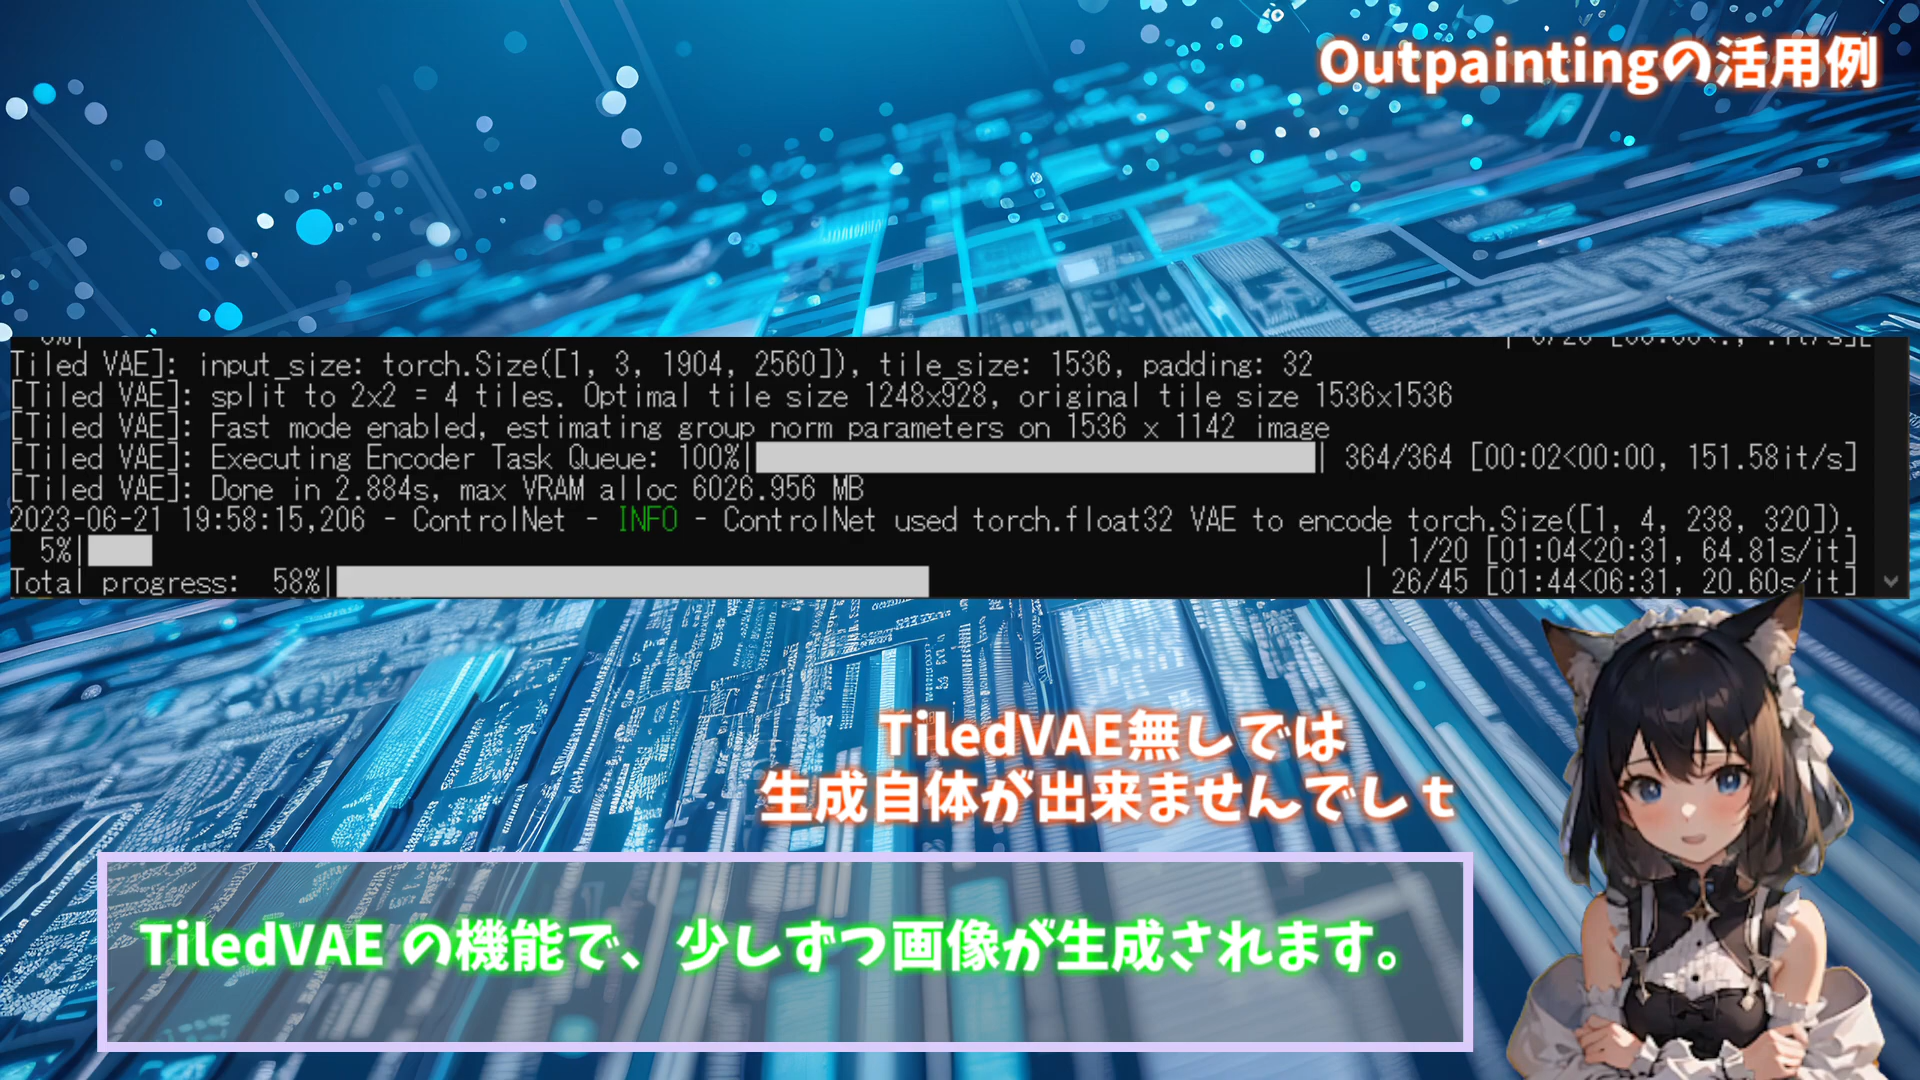 Outpaintingの活用例
Tiled VAE]: input_size: torch.Size([1, 3, 1904, 2560]), tile_size: 1536, padding: 32
[Tiled VAE]: split to 2x2 = 4 tiles. Optimal tile size 1248x928, original tile size 1536x1536
[Tiled VAE]: Fast mode enabled, estimating group norm parameters on 1536 x 1142 image
[Tiled VAE]: Executing Encoder Task Queue: 100%| | 364/364 [00:02<00:00, 151.58it/s]
[Tiled VAE]: Done in 2.884s, max VRAM alloc 6026.956 MB
2023-06-21 19:58:15,206 - ControlNet - INFO - ControlNet used torch.float32 VAE to encode torch.Size([1, 4, 238, 320]).
5%| | 1/20 [01:04<20:31, 64.81s/it]
Total progress: 58%| | 26/45 [01:44<06:31, 20.60s/it]
TiledVAE無しでは
生成自体が出来ませんでしt
TiledVAE の機能で、少しずつ画像が生成されます。